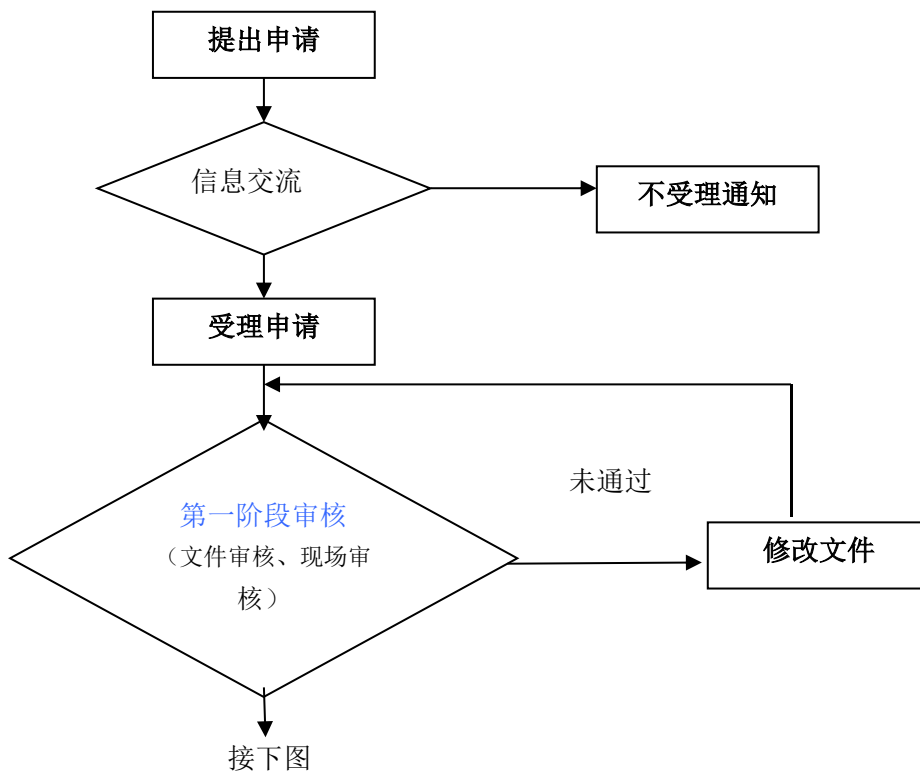 提出申请
信息交流
不受理通知
受理申请
未通过
第一阶段审核
（文件审核、现场审
核）
修改文件
接下图